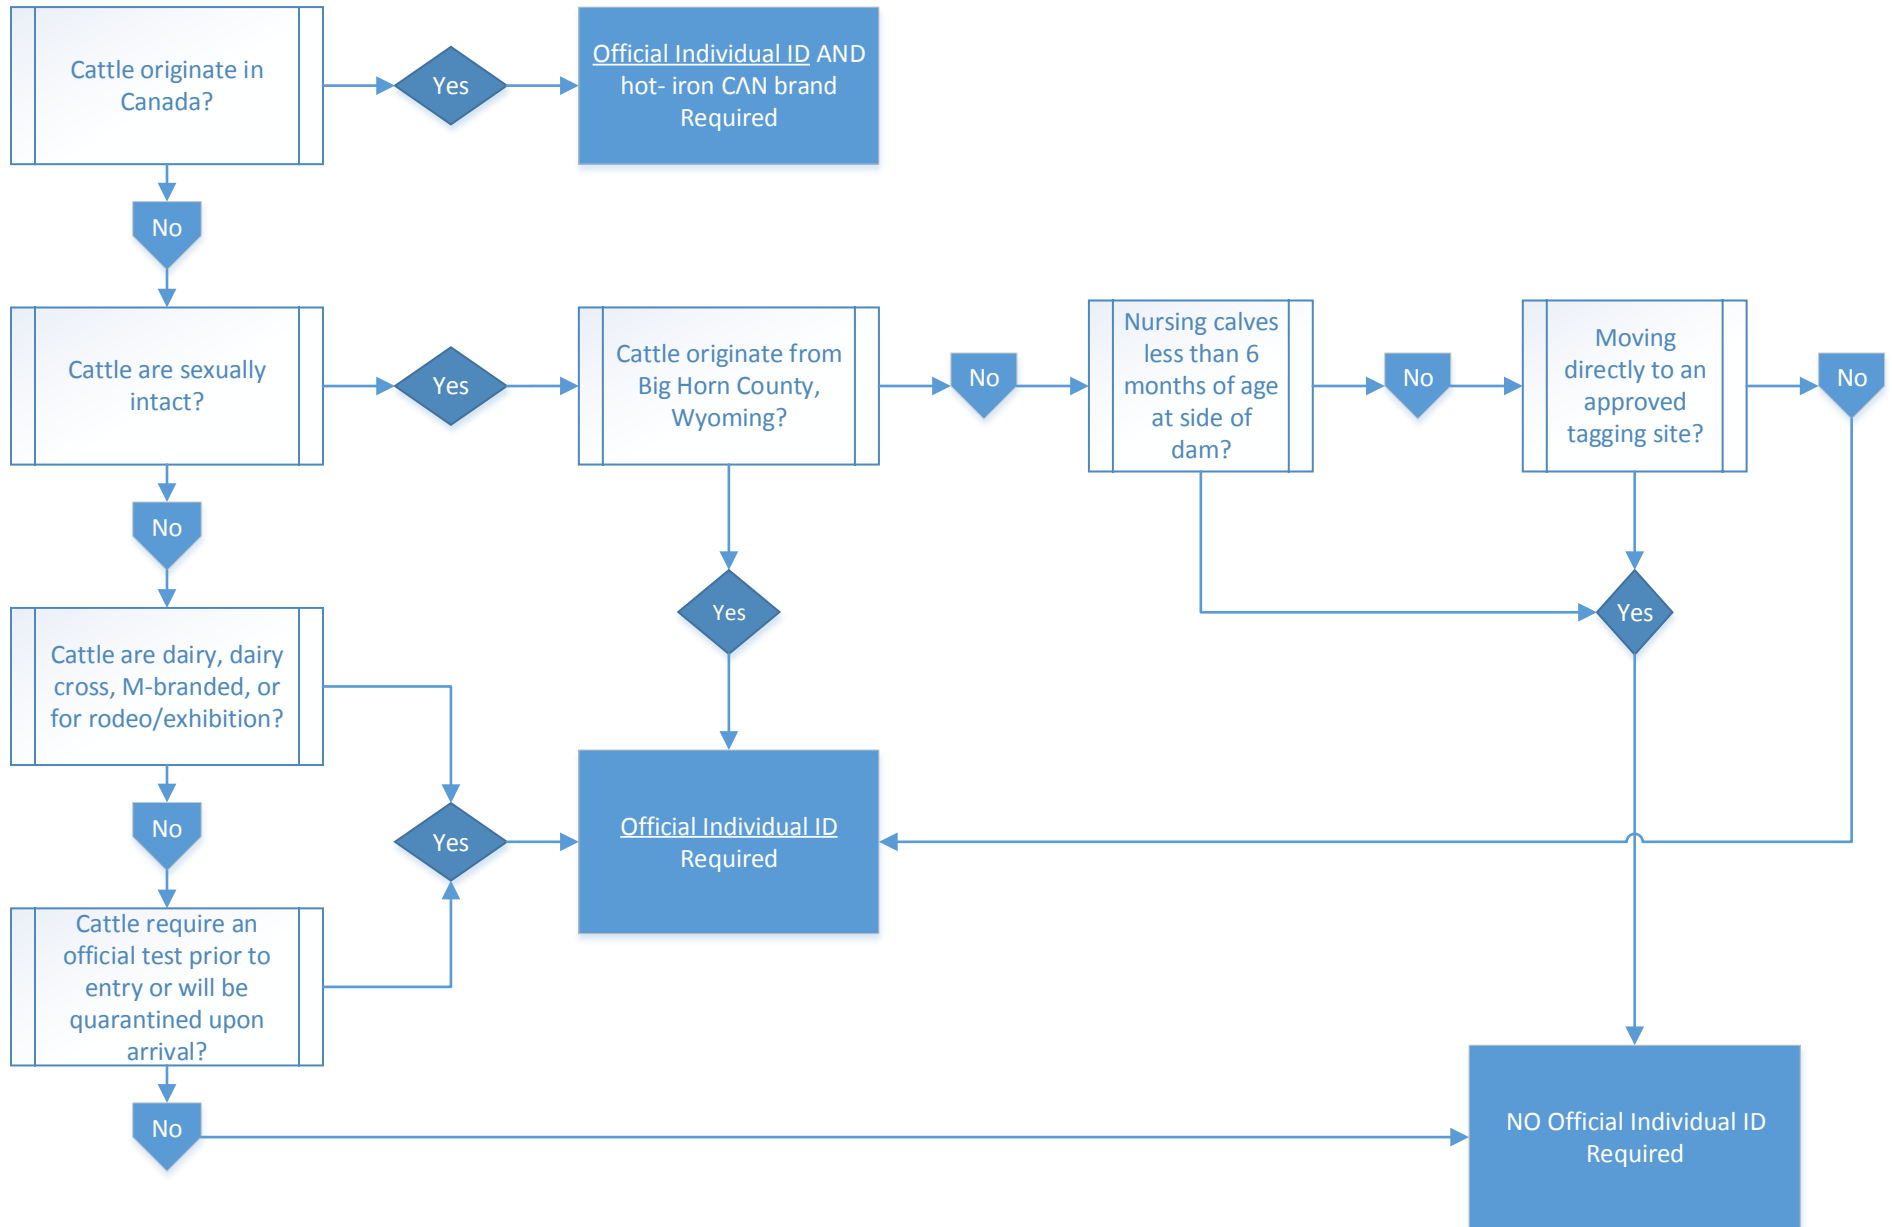 Cattle originate in
Canada?
Yes
Official Individual ID AND
hot- iron CAN brand
Required
No
Cattle are sexually
intact?
Yes
Cattle originate from
Big Horn County,
Wyoming?
No
Nursing calves
less than 6
months of age
at side of
dam?
No
Moving
directly to an
approved
tagging site?
No
No
Yes
Yes
Cattle are dairy, dairy
cross, M-branded, or
for rodeo/exhibition?
No
Yes
Official Individual ID
Required
Cattle require an
official test prior to
entry or will be
quarantined upon
arrival?
No
NO Official Individual ID
Required